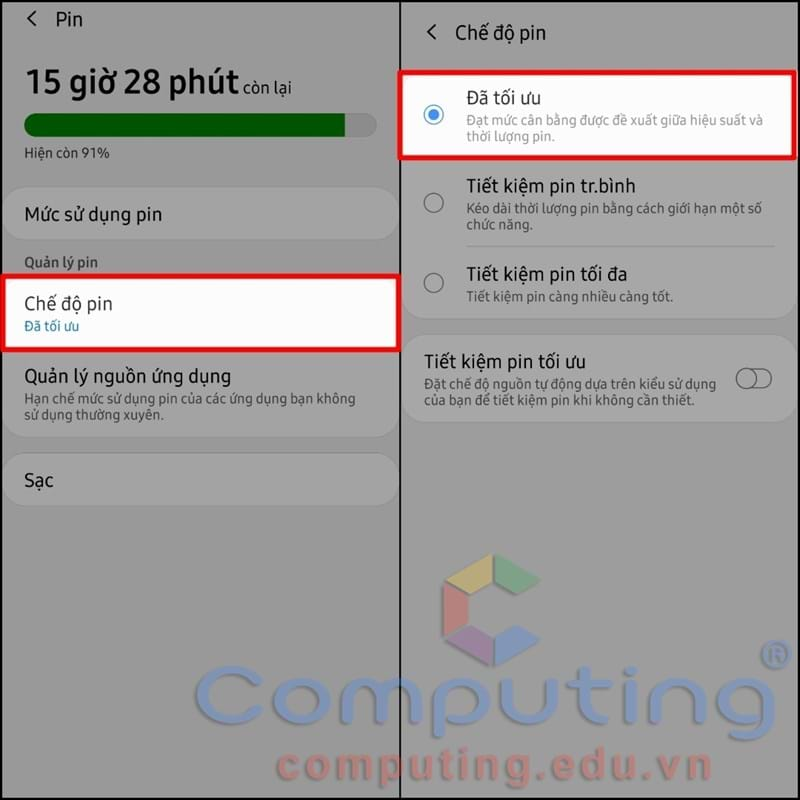 Pin
15 giờ 28 phút còn lại
Hiện còn 91%
Mức sử dụng pin
Quản lý pin
Chế độ pin
Đã tối ưu
Quản lý nguồn ứng dụng
Hạn chế mức sử dụng pin của các ứng dụng bạn không
sử dụng thường xuyên.
Sạc
Chế độ pin
Đã tối ưu
Đạt mức cân bằng được đề xuất giữa hiệu suất và
thời lượng pin.
Tiết kiệm pin tr.bình
Kéo dài thời lượng pin bằng cách giới hạn một số
chức năng.
Tiết kiệm pin tối đa
Tiết kiệm pin càng nhiều càng tốt.
Tiết kiệm pin tối ưu
Đặt chế độ nguồn tự động dựa trên kiểu sử dụng
của bạn để tiết kiệm pin khi không cần thiết.
Computing®
computing.edu.vn